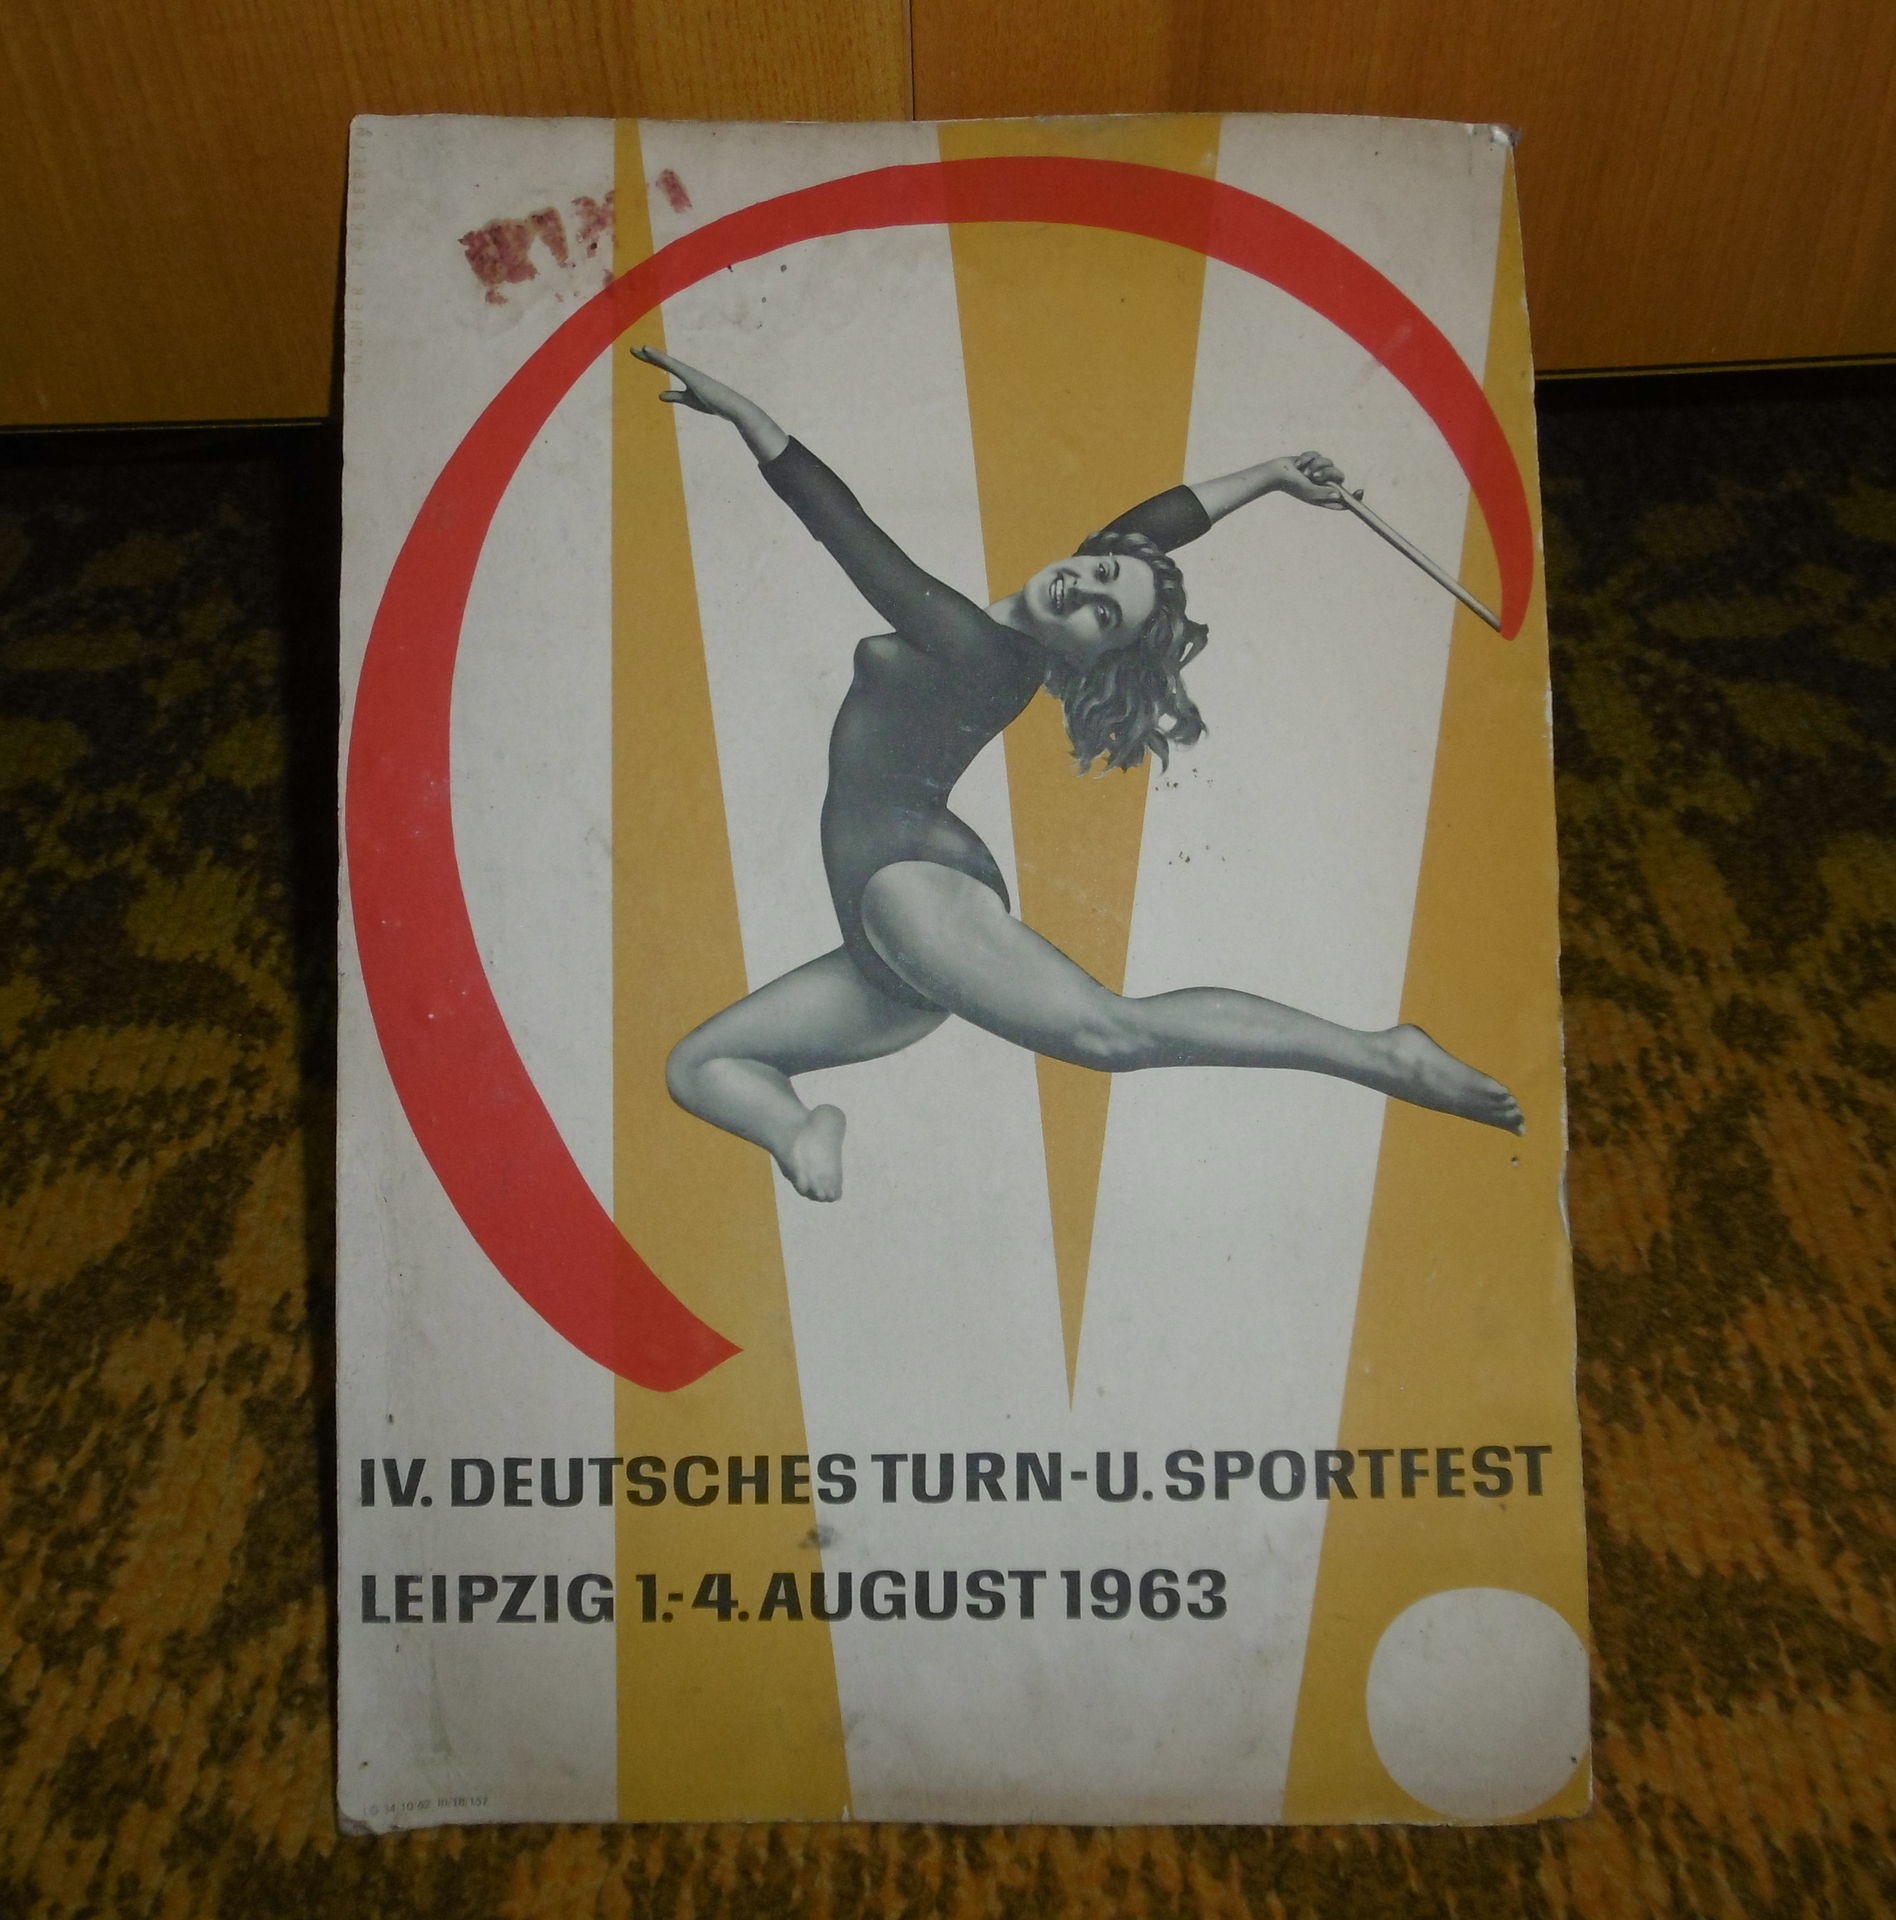 IV. DEUTSCHES TURN-U. SPORTFEST
LEIPZIG 1.-4. AUGUST 1963